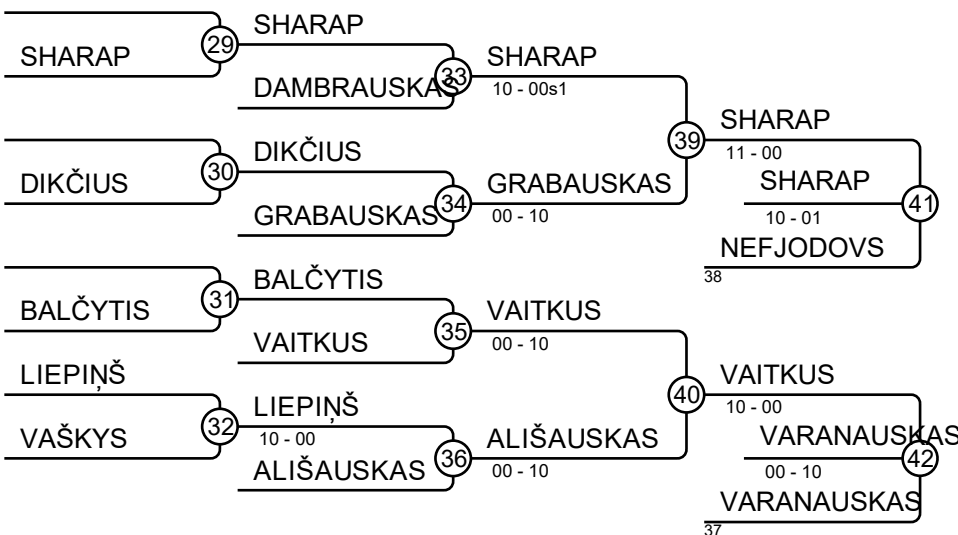 SHARAP
29
SHARAP
DAMBRAUSKAS
33
SHARAP
10 - 00s1
DIKČIUS
30
DIKČIUS
GRABAUSKAS
34
GRABAUSKAS
00 - 10
39
SHARAP
11 - 00
SHARAP
10 - 01
41
NEFJODOVS
38
BALČYTIS
31
BALČYTIS
VAITKUS
35
VAITKUS
00 - 10
LIEPIŅŠ
VAŠKYS
32
LIEPIŅŠ
10 - 00
ALIŠAUSKAS
36
ALIŠAUSKAS
00 - 10
40
VAITKUS
10 - 00
VARANAUSKAS
00 - 10
42
VARANAUSKAS
37